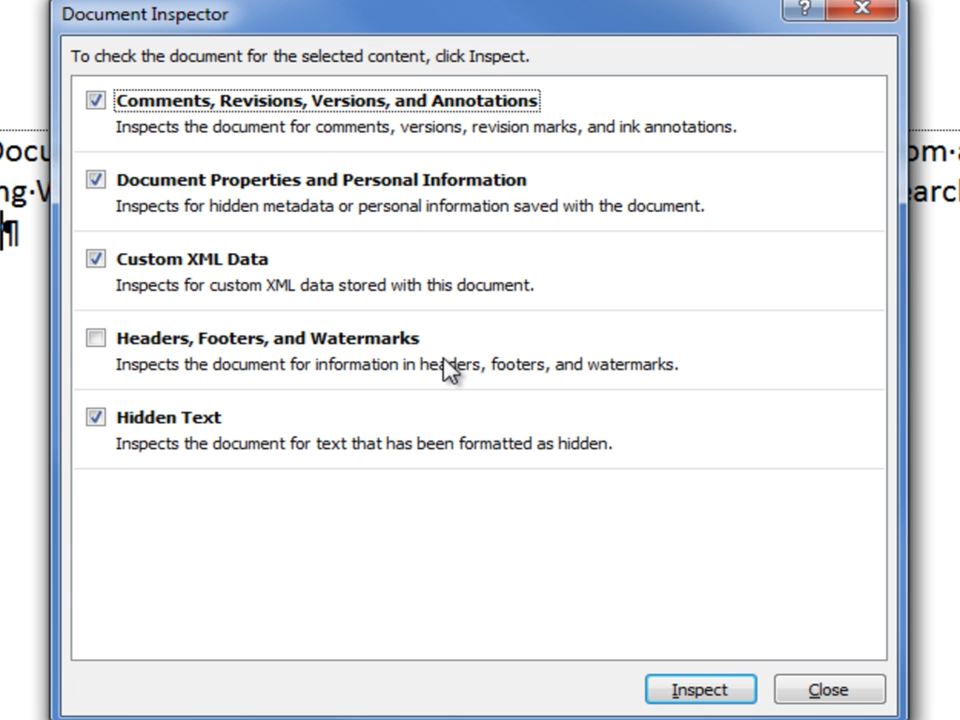 Document Inspector
?
To check the document for the selected content, click Inspect.
Comments, Revisions, Versions, and Annotations
Inspects the document for comments, versions, revision marks, and ink annotations.
Document Properties and Personal Information
Inspects for hidden metadata or personal information saved with the document.
Custom XML Data
Inspects for custom XML data stored with this document.
Headers, Footers, and Watermarks
Inspects the document for information in headers, footers, and watermarks.
Hidden Text
Inspects the document for text that has been formatted as hidden.
Inspect
Close